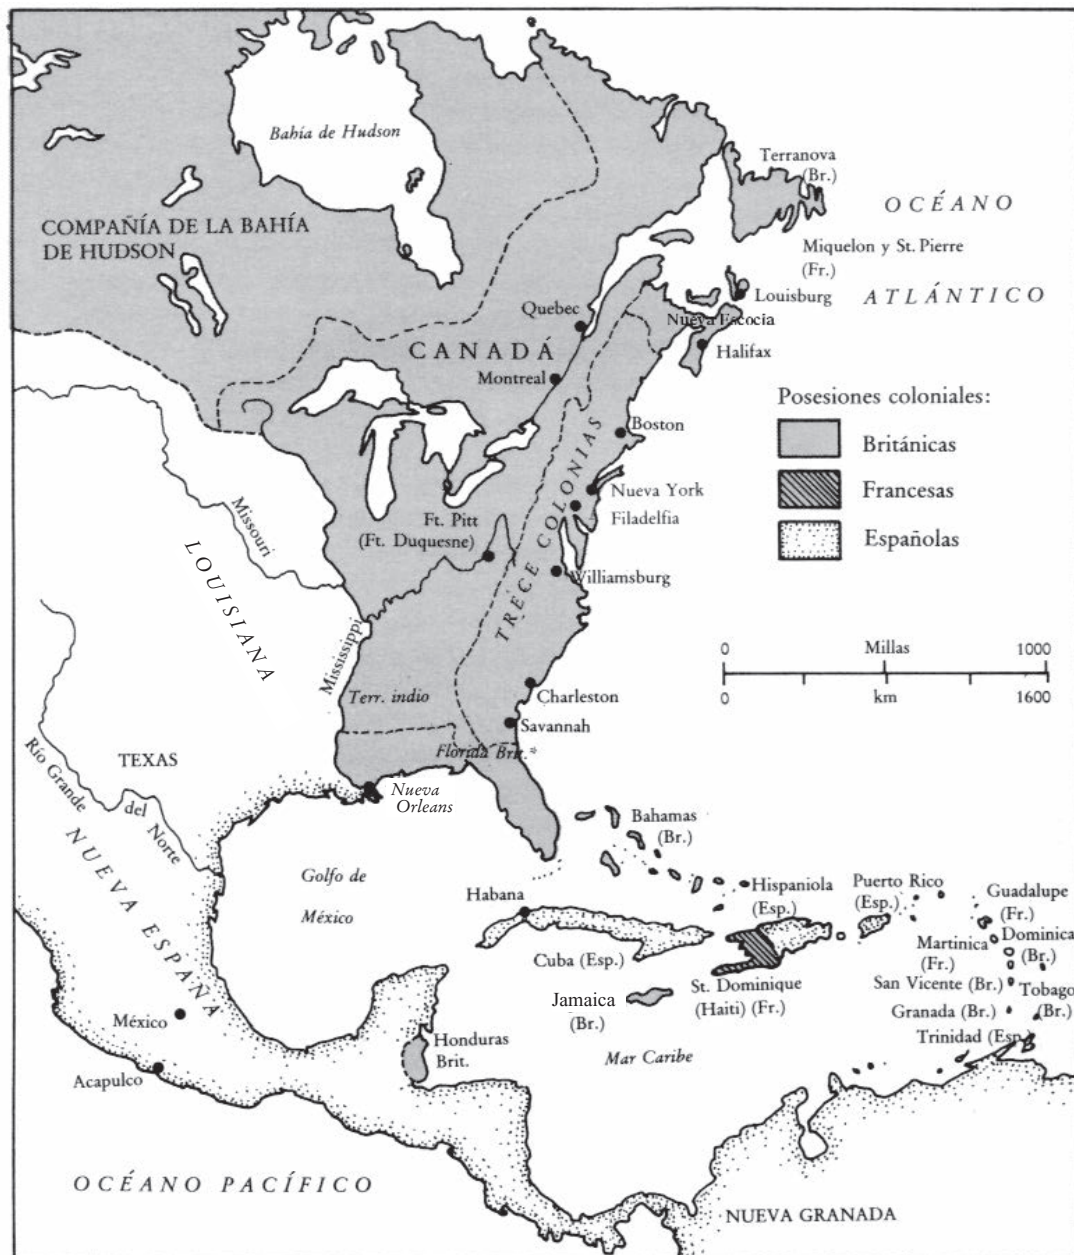 Bahía de Hudson
Terranova
(Br.)
OCÉANO
COMPAÑÍA DE LA BAHÍA
DE HUDSON
Miquelon y St. Pierre
(Fr.)
Louisburg
ATLÁNTICO
Quebec
Nueva Escocia
CANADÁ
Halifax
Montreal
Posesiones coloniales:
Boston
Británicas
Nueva York
Francesas
Filadelfia
Ft. Pitt
(Ft. Duquesne)
Españolas
Missouri
LOUISIANA
TRECE COLONIAS
Williamsburg
Mississippi
0 Millas 1000
0 km 1600
Terr. indio
Charleston
Savannah
Florida Brit.*
TEXAS
Río Grande
del
Norte
Nueva
Orleans
NUEVA ESPAÑA
Bahamas
(Br.)
Golfo de
México
Habana
Hispaniola
(Esp.)
Puerto Rico
(Esp.)
Guadalupe
(Fr.)
Cuba (Esp.)
Martinica
(Fr.)
Dominica
(Br.)
St. Dominique
(Haiti) (Fr.)
San Vicente (Br.)
Tobago
(Br.)
Jamaica
(Br.)
Granada (Br.)
Trinidad (Esp.)
México
Honduras
Brit.
Mar Caribe
Acapulco
OCÉANO PACÍFICO
NUEVA GRANADA